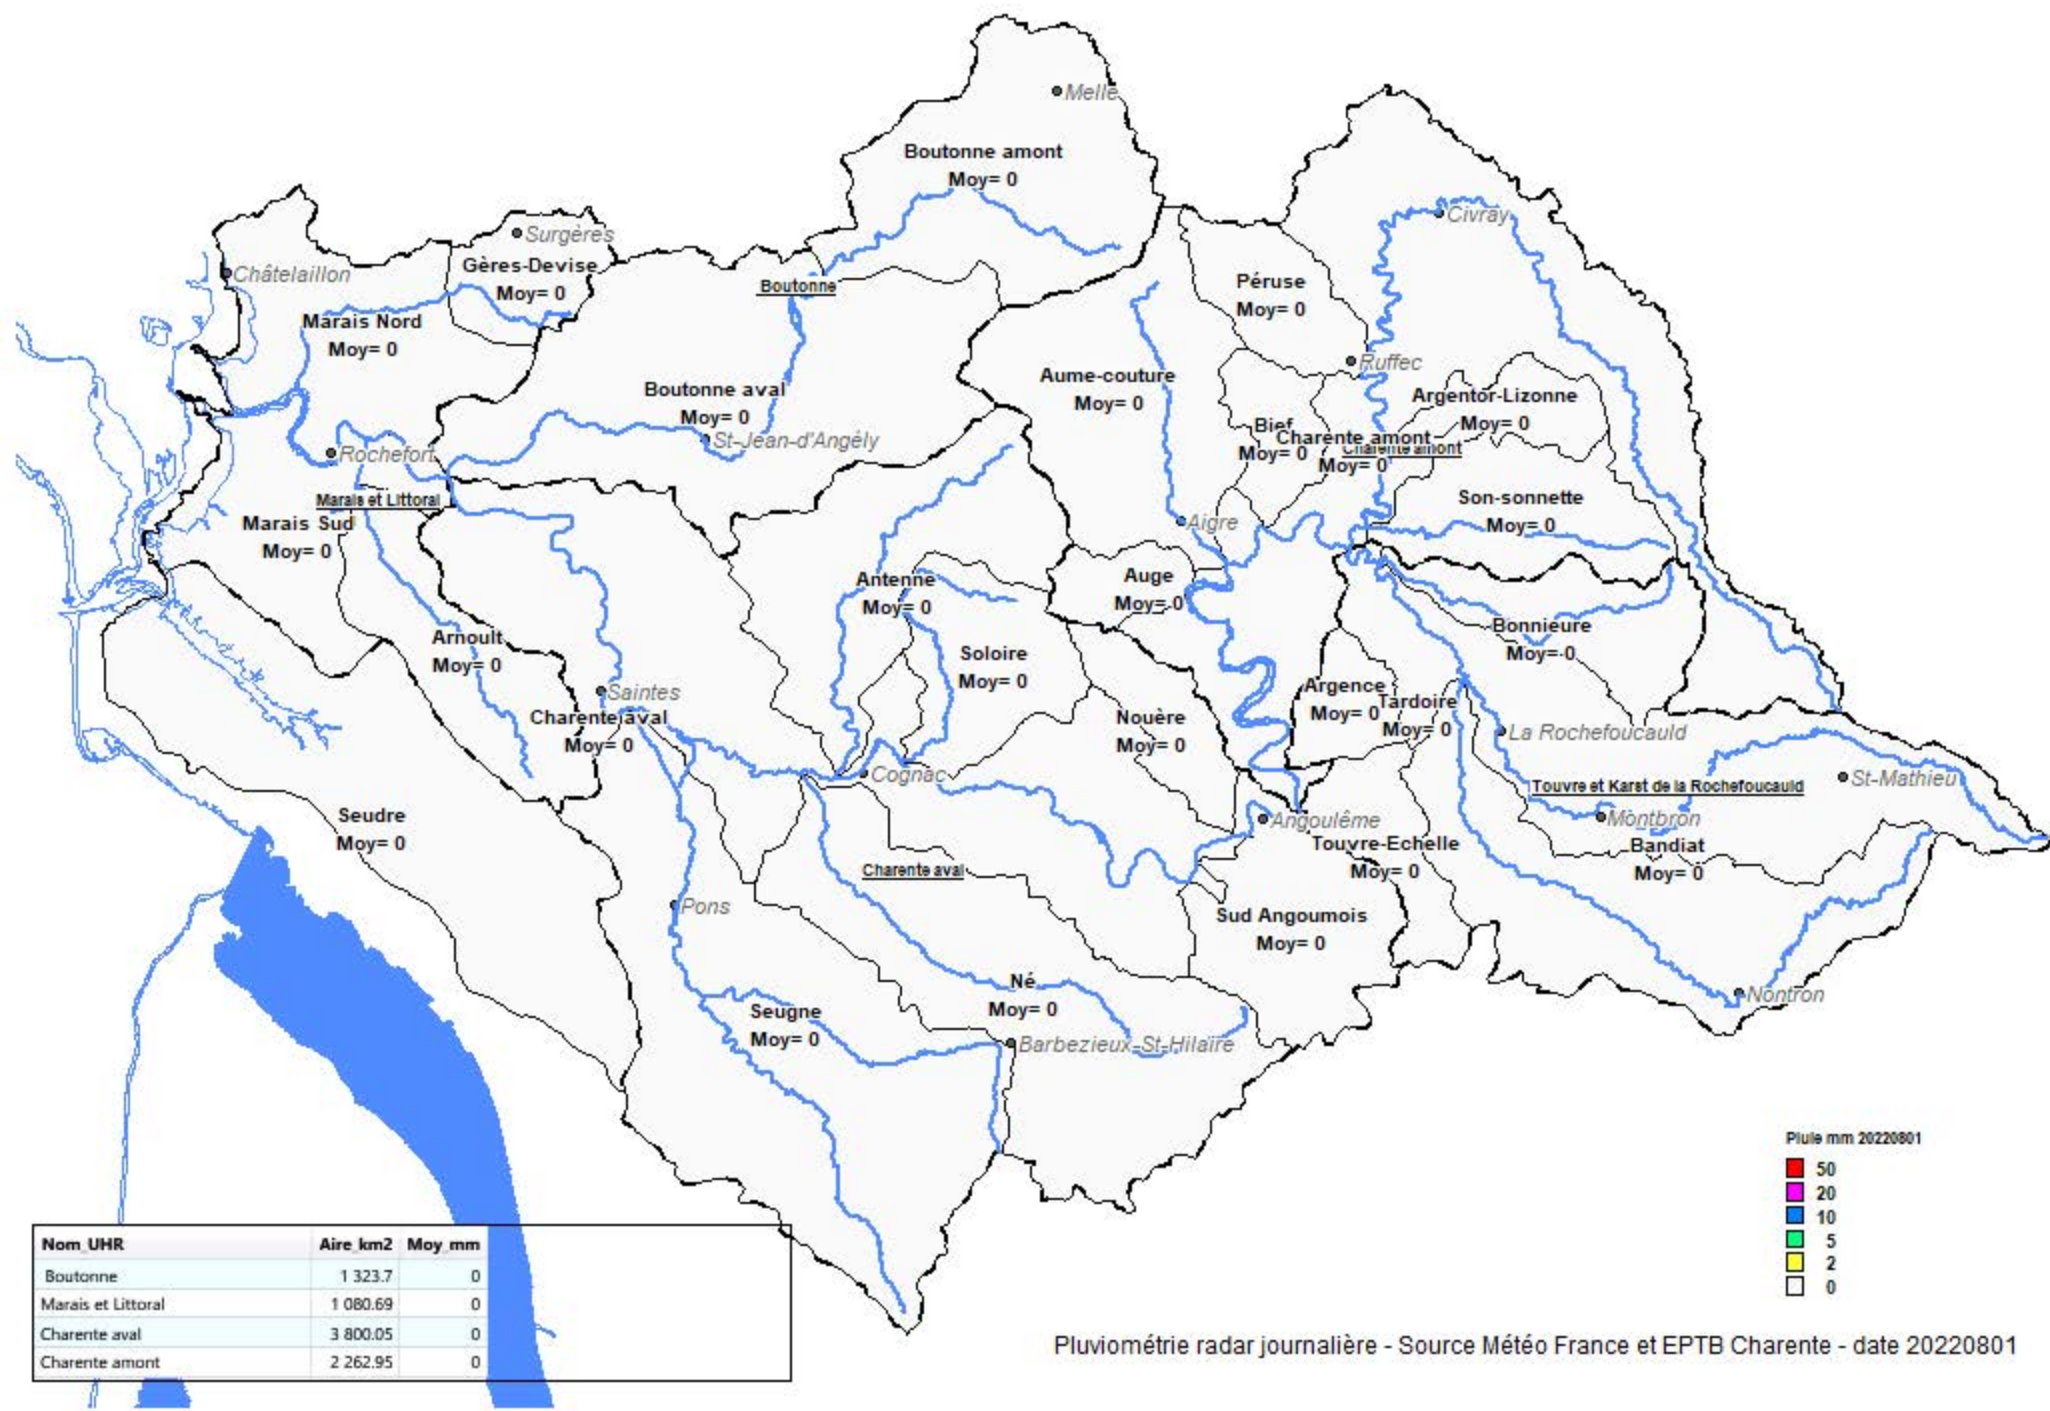 Melle
Boutonne amont
Moy= 0
Civray
Surgères
Gères-Devise
Moy= 0
Châtelaillon
Boutonne
Péruse
Moy= 0
Marais Nord
Moy= 0
Ruffec
Aume-couture
Moy= 0
Boutonne aval
Moy= 0
Argentor-Lizonne
Moy= 0
St-Jean-d'Angély
Bief
Moy= 0
Charente amont
Moy= 0
Charente amont
Rochefort
Marais et Littoral
Son-sonnette
Moy= 0
Marais Sud
Moy= 0
Aigre
Antenne
Moy= 0
Auge
Moy= 0
Bonnieure
Moy= 0
Arnoult
Moy= 0
Soloire
Moy= 0
Saintes
Argence
Moy= 0
Tardoire
Moy= 0
Charente aval
Moy= 0
Nouère
Moy= 0
La Rochefoucauld
Cognac
Touvre et Karst de la Rochefoucauld
St-Mathieu
Seudre
Moy= 0
Angoulême
Montbron
Touvre-Echelle
Moy= 0
Bandiat
Moy= 0
Charente aval
Pons
Sud Angoumois
Moy= 0
Né
Moy= 0
Nontron
Seugne
Moy= 0
Barbezieux-St-Hilaire
Pluie mm 20220801
50
20
10
5
2
0
Nom_UHR Aire_km2 Moy_mm
Boutonne 1 323.7 0
Marais et Littoral 1 080.69 0
Charente aval 3 800.05 0
Charente amont 2 262.95 0
Pluviométrie radar journalière - Source Météo France et EPTB Charente - date 20220801